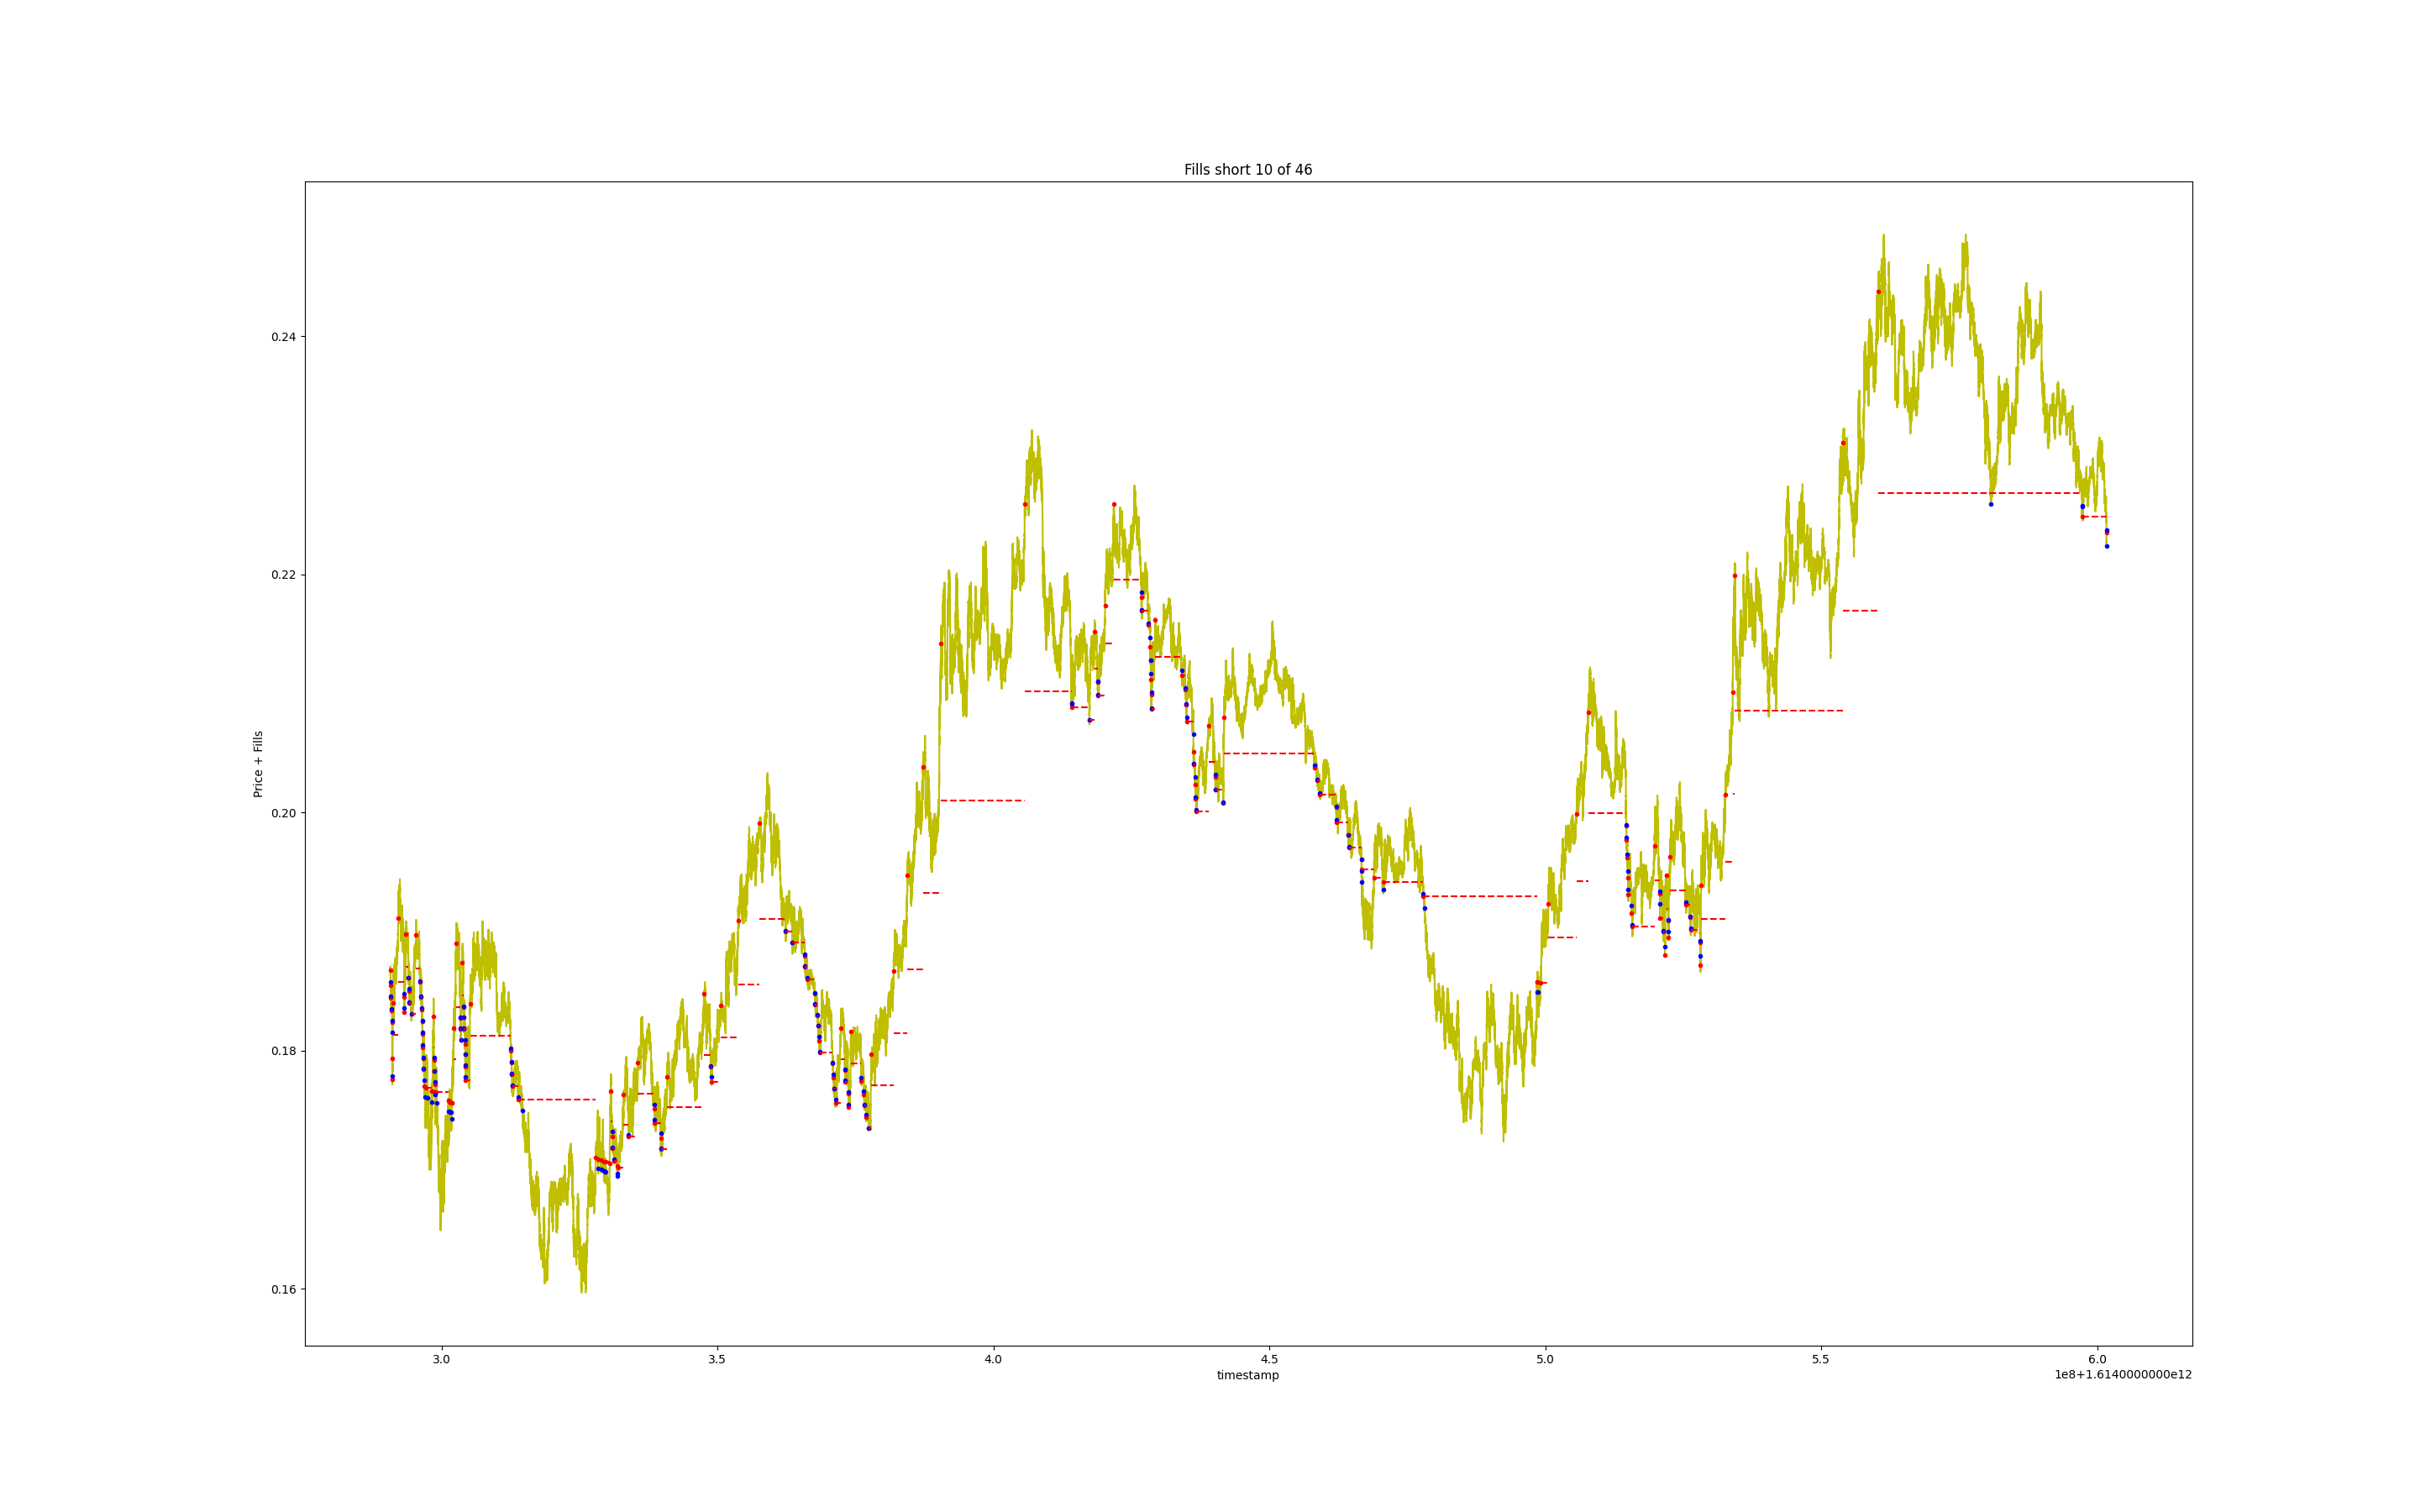 Fills short 10 of 46
Price + Fills
0.24
0.22
0.20
0.18
0.16
3.0 3.5 4.0 4.5 5.0 5.5 6.0
timestamp
1e8+1.6140000000e12